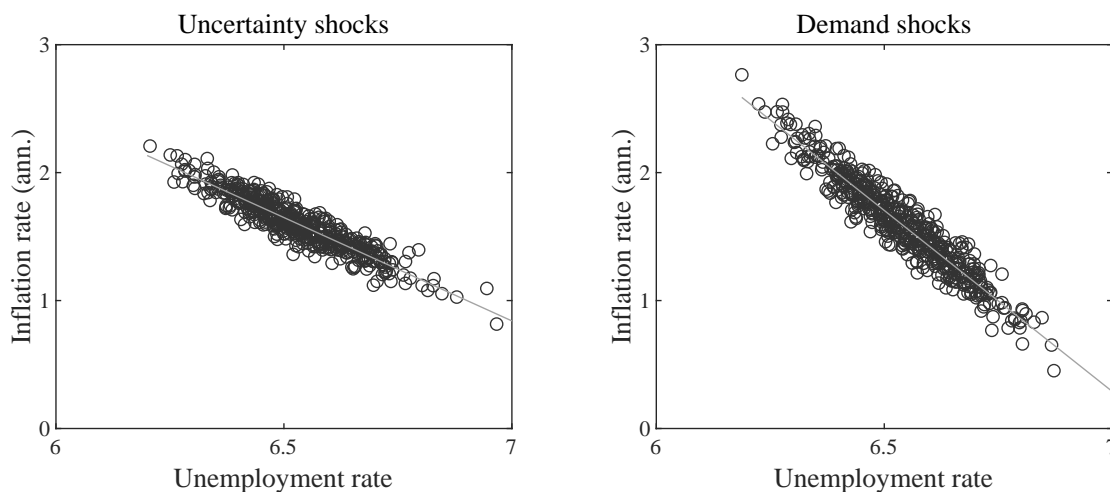 Uncertainty shocks
3
2
1
0
6
6.5
7
Inflation rate (ann.)
Unemployment rate
Demand shocks
3
2
1
0
6
6.5
7
Inflation rate (ann.)
Unemployment rate